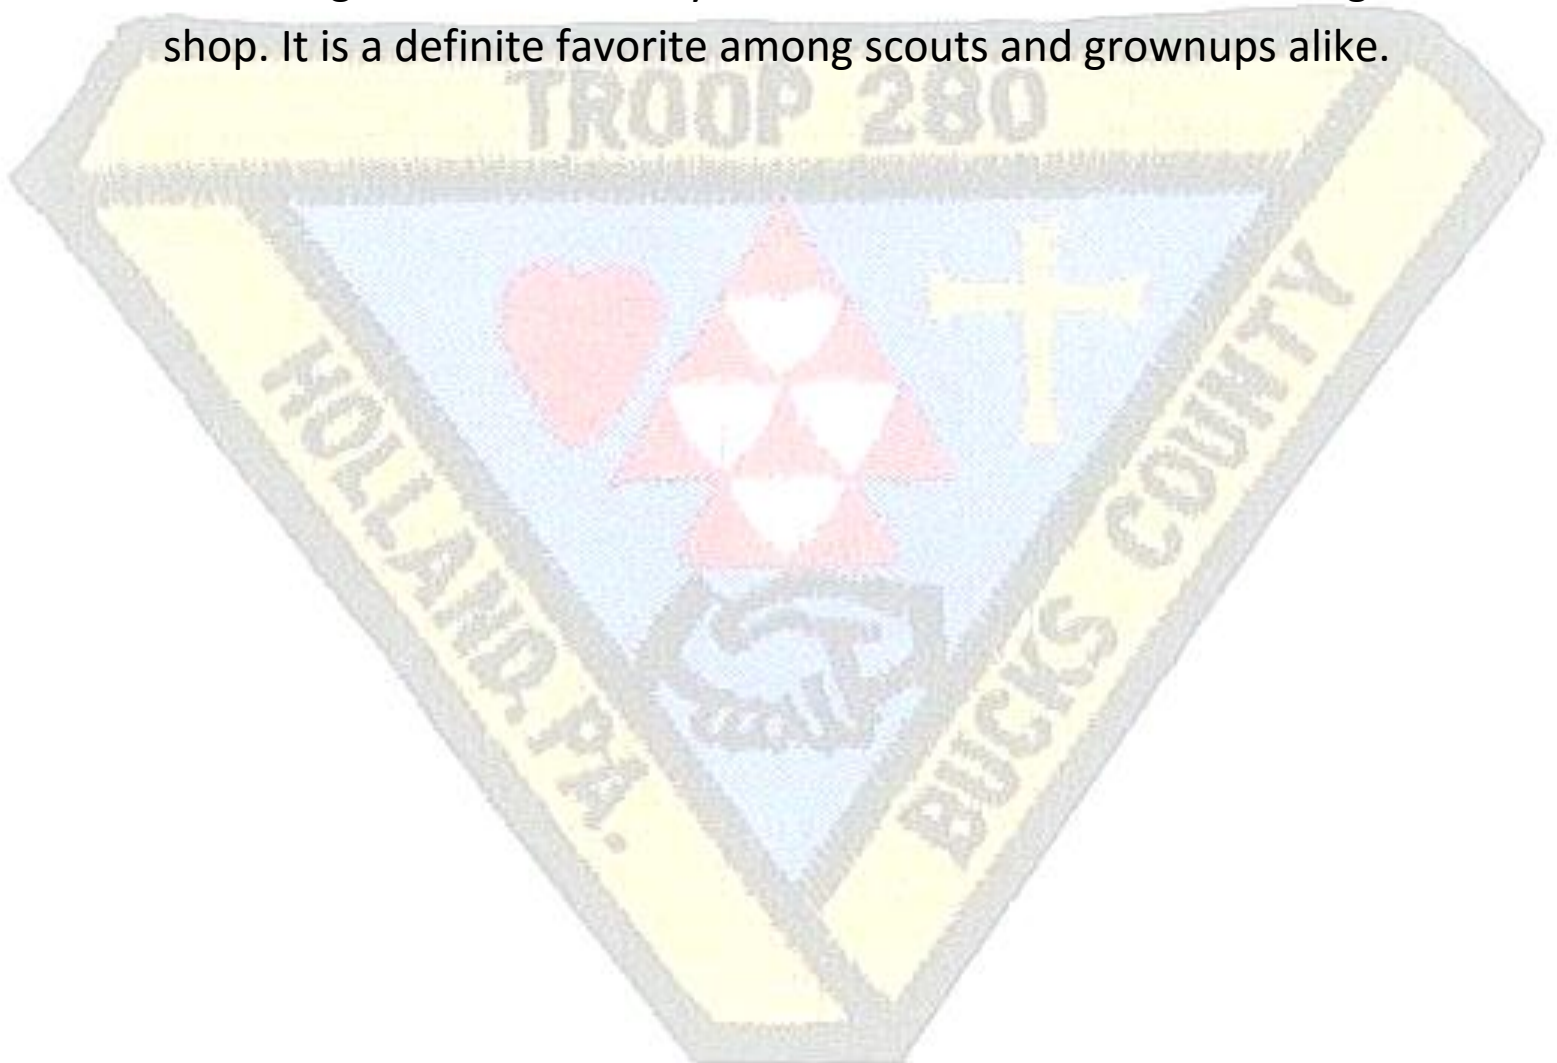 shop. It is a definite favorite among scouts and grownups alike.
TROOP 280
HOLLAND, PA.
BUCKS COUNTY